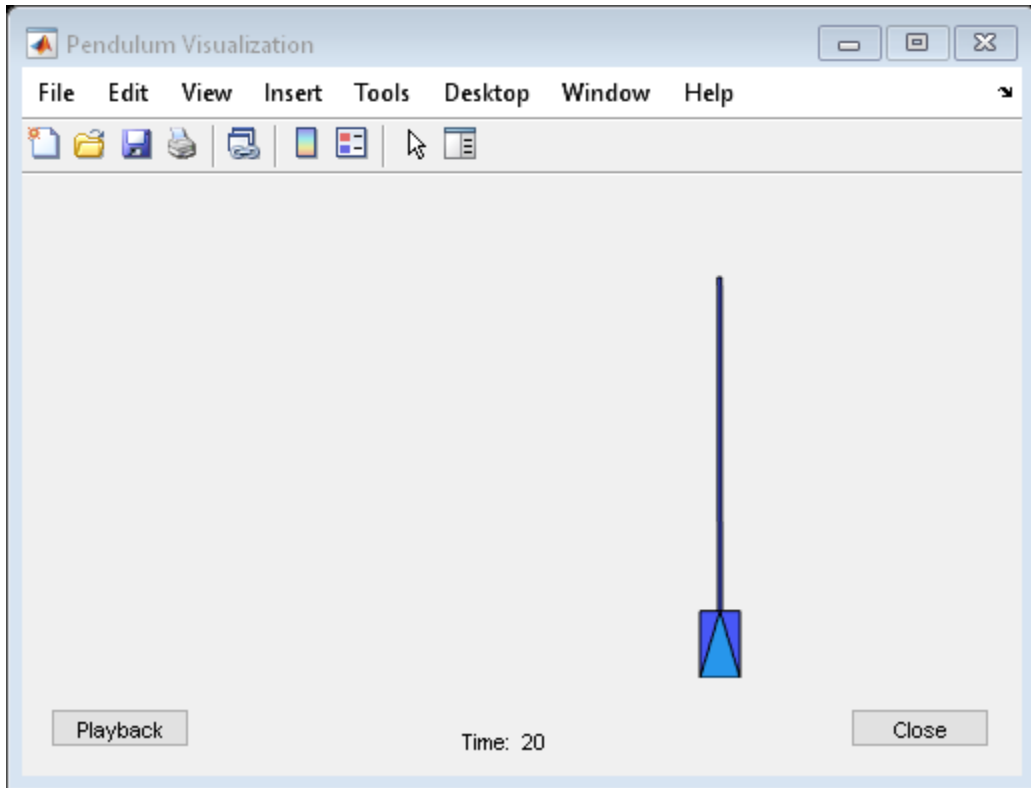 Pendulum Visualization
File Edit View Insert Tools Desktop Window Help
Playback
Time: 20
Close